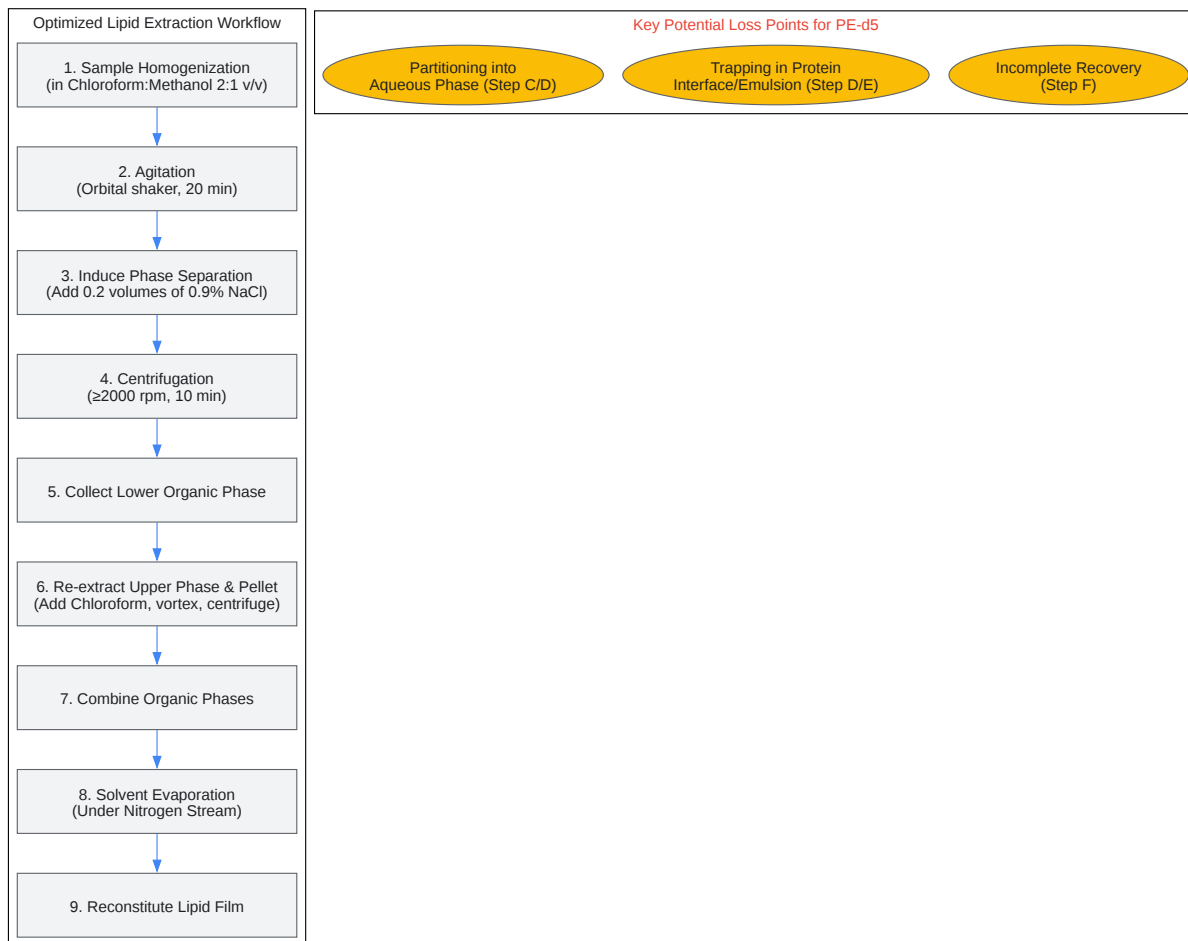 Optimized Lipid Extraction Workflow
1. Sample Homogenization
(in Chloroform:Methanol 2:1 v/v)
2. Agitation
(Orbital shaker, 20 min)
3. Induce Phase Separation
(Add 0.2 volumes of 0.9% NaCl)
4. Centrifugation
(≥2000 rpm, 10 min)
5. Collect Lower Organic Phase
6. Re-extract Upper Phase & Pellet
(Add Chloroform, vortex, centrifuge)
7. Combine Organic Phases
8. Solvent Evaporation
(Under Nitrogen Stream)
9. Reconstitute Lipid Film
Key Potential Loss Points for PE-d5
Partitioning into
Aqueous Phase (Step C/D)
Trapping in Protein
Interface/Emulsion (Step D/E)
Incomplete Recovery
(Step F)